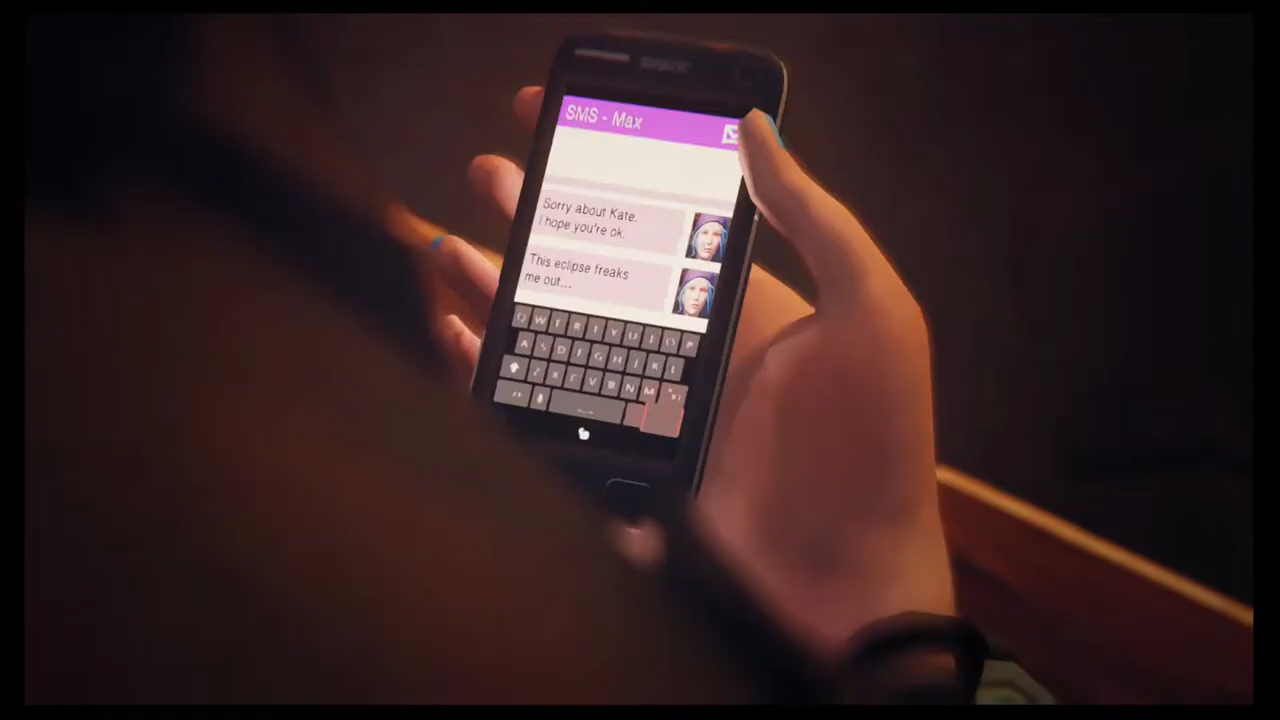 SMS - Max
Sorry about Kate.
I hope you're ok.
This eclipse freaks
me out...
Q W E R T Y U I O P
A S D F G H J K L
Z X C V B N M